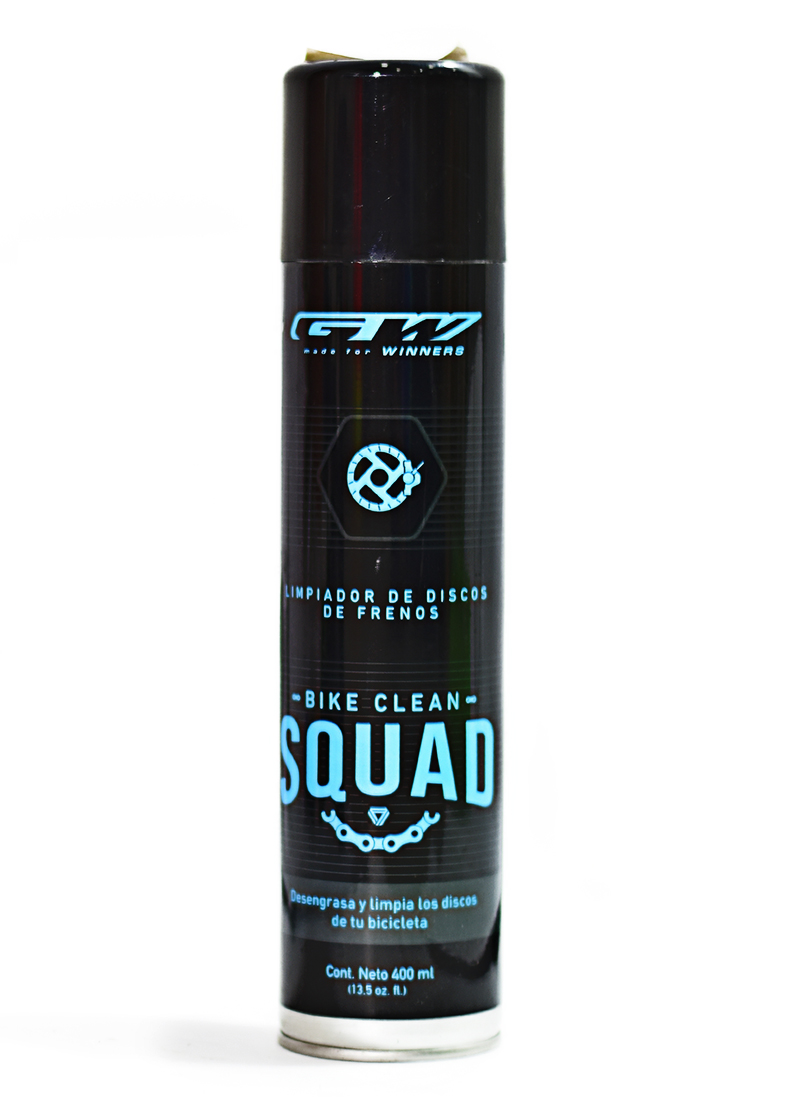 GW
made for WINNERS
LIMPIADOR DE DISCOS
DE FRENOS
BIKE CLEAN
SQUAD
Desengrasa y limpia los discos
de tu bicicleta
Cont. Neto 400 ml
(13.5 oz. fl.)